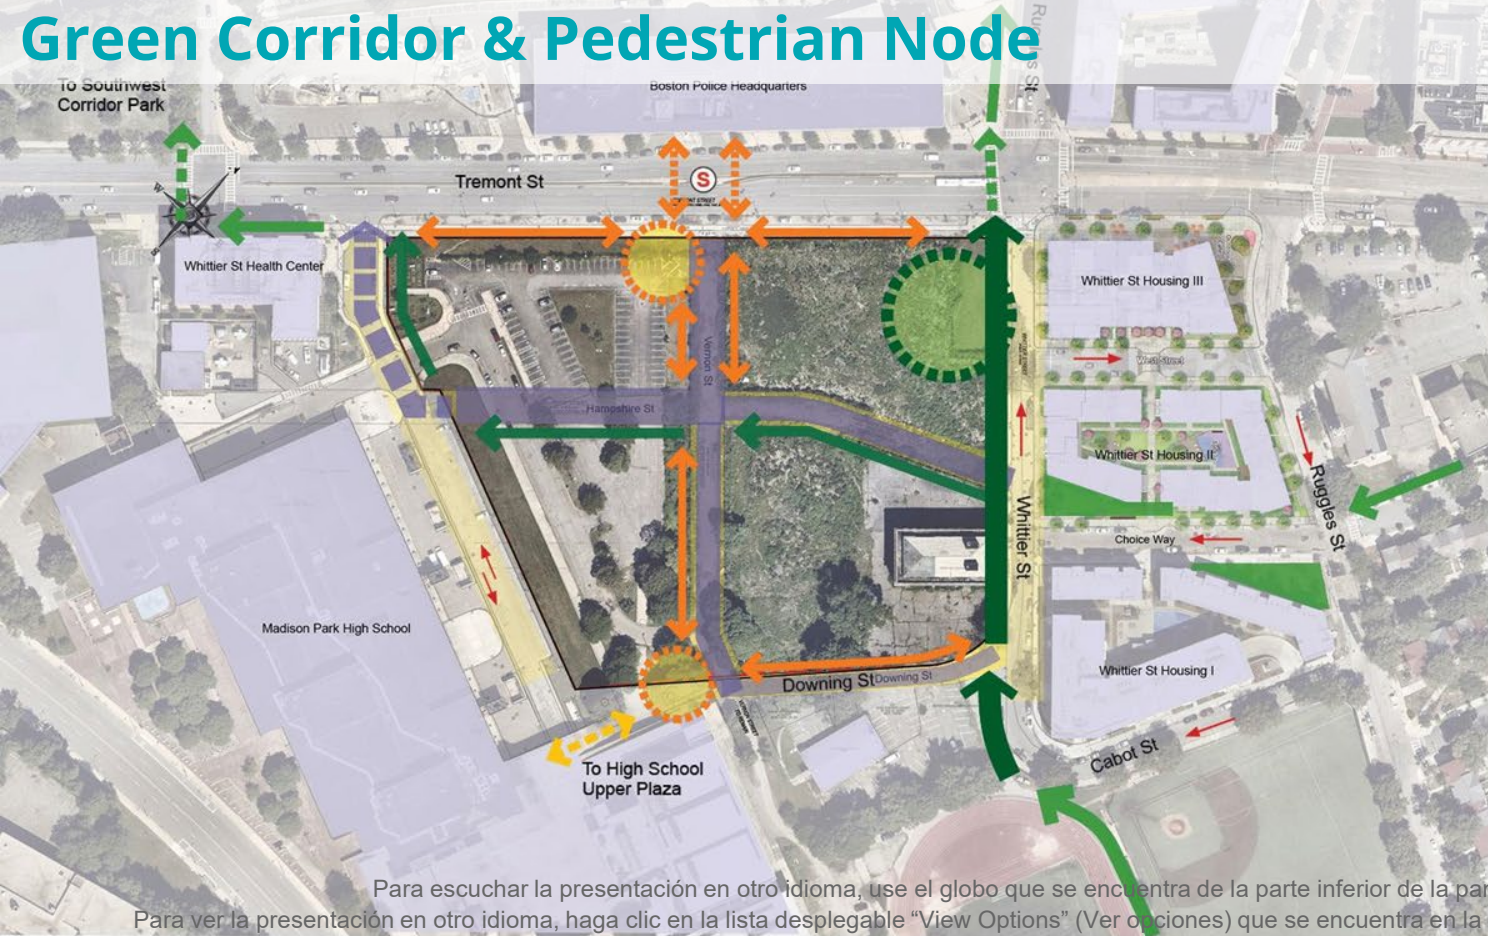 Green Corridor & Pedestrian Node
To Southwest
Corridor Park
Boston Police Headquarters
Ruggles St
Tremont St
S
W
Whittier St Health Center
Whittier St Housing III
West Street
Vernon St
Hampshire St
Whittier St Housing II
Ruggles St
Whittier St
Choice Way
Madison Park High School
Whittier St Housing I
Downing St
Downing St
Cabot St
To High School
Upper Plaza
Para escuchar la presentación en otro idioma, use el globo que se encuentra de la parte inferior de la par
Para ver la presentación en otro idioma, haga clic en la lista desplegable “View Options” (Ver opciones) que se encuentra en la